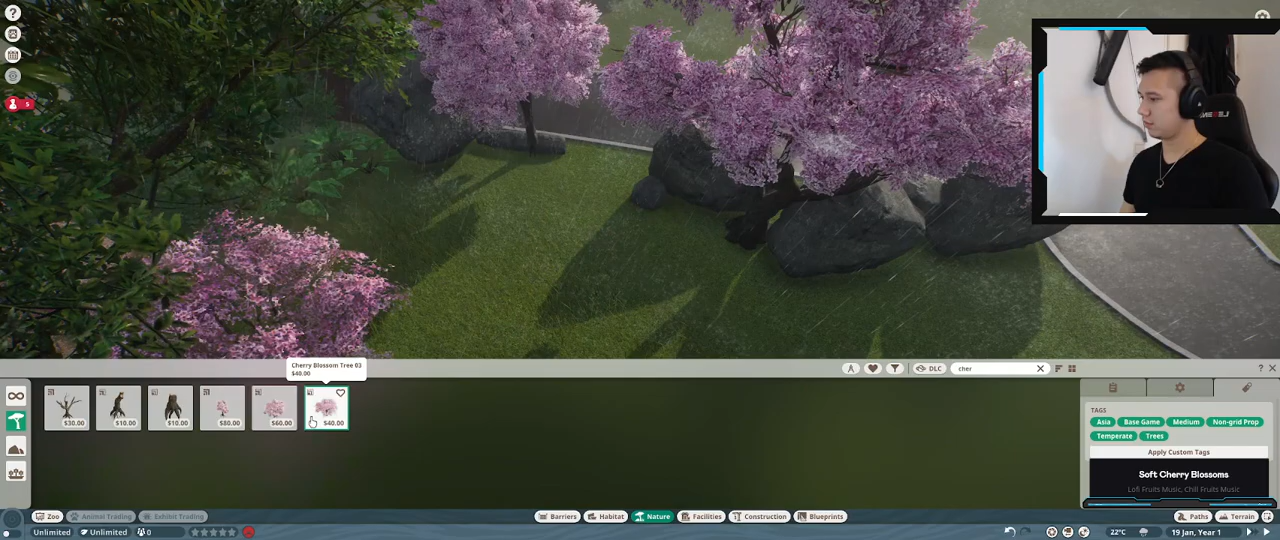 ?
5
Cherry Blossom Tree 03
$40.00
DLC
cher
?
$30.00
$10.00
$10.00
$80.00
$60.00
$40.00
TAGS
Asia
Base Game
Medium
Non-grid Prop
Temperate
Trees
Apply Custom Tags
Soft Cherry Blossoms
Lofi Fruits Music, Chill Fruits Music
Zoo
Animal Trading
Exhibit Trading
Barriers
Habitat
Nature
Facilities
Construction
Blueprints
Paths
Terrain
Unlimited
Unlimited
0
22°C
19 Jan, Year 1